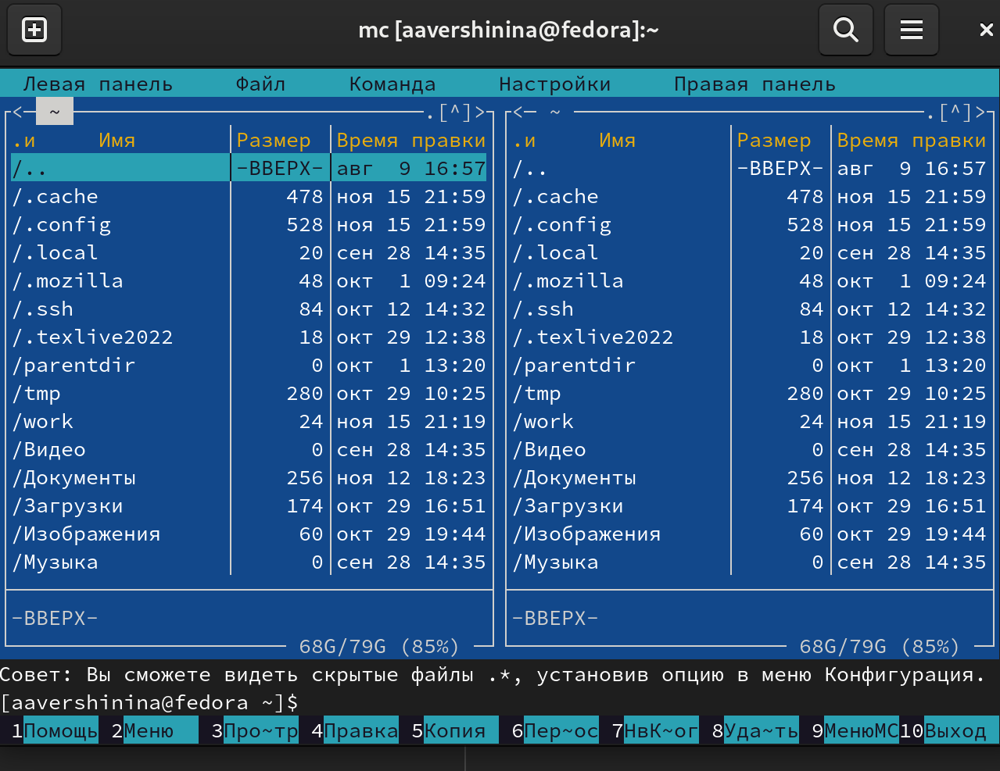 mc [aavershinina@fedora]:~
Левая панель Файл Команда Настройки Правая панель
<─ ~ .[^]> <─ ~ .[^]>
.и Имя Размер Время правки .и Имя Размер Время правки
/.. -ВВЕРХ- авг 9 16:57 /.. -ВВЕРХ- авг 9 16:57
/.cache 478 ноя 15 21:59 /.cache 478 ноя 15 21:59
/.config 528 ноя 15 21:59 /.config 528 ноя 15 21:59
/.local 20 сен 28 14:35 /.local 20 сен 28 14:35
/.mozilla 48 окт 1 09:24 /.mozilla 48 окт 1 09:24
/.ssh 84 окт 12 14:32 /.ssh 84 окт 12 14:32
/.texlive2022 18 окт 29 12:38 /.texlive2022 18 окт 29 12:38
/parentdir 0 окт 1 13:20 /parentdir 0 окт 1 13:20
/tmp 280 окт 29 10:25 /tmp 280 окт 29 10:25
/work 24 ноя 15 21:19 /work 24 ноя 15 21:19
/Видео 0 сен 28 14:35 /Видео 0 сен 28 14:35
/Документы 256 ноя 12 18:23 /Документы 256 ноя 12 18:23
/Загрузки 174 окт 29 16:51 /Загрузки 174 окт 29 16:51
/Изображения 60 окт 29 19:44 /Изображения 60 окт 29 19:44
/Музыка 0 сен 28 14:35 /Музыка 0 сен 28 14:35
-ВВЕРХ- -ВВЕРХ-
68G/79G (85%) 68G/79G (85%)
Совет: Вы сможете видеть скрытые файлы .*, установив опцию в меню Конфигурация.
[aavershinina@fedora ~]$
1Помощь 2Меню 3Про~тр 4Правка 5Копия 6Пер~ос 7НвК~ог 8Уда~ть 9МенюМС10Выход